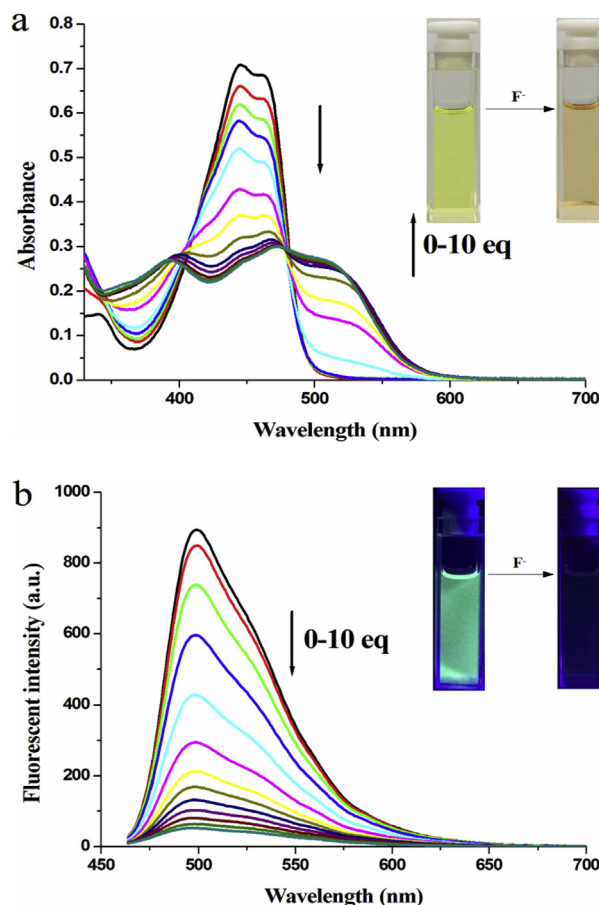 a
0.8
0.7
0.6
0.5
0.4
0.3
0.2
0.1
0.0
Absorbance
F-
0-10 eq
400
500
600
700
Wavelength (nm)
b
1000
800
600
400
200
0
Fluorescent intensity (a.u.)
F-
0-10 eq
450
500
550
600
650
700
Wavelength (nm)